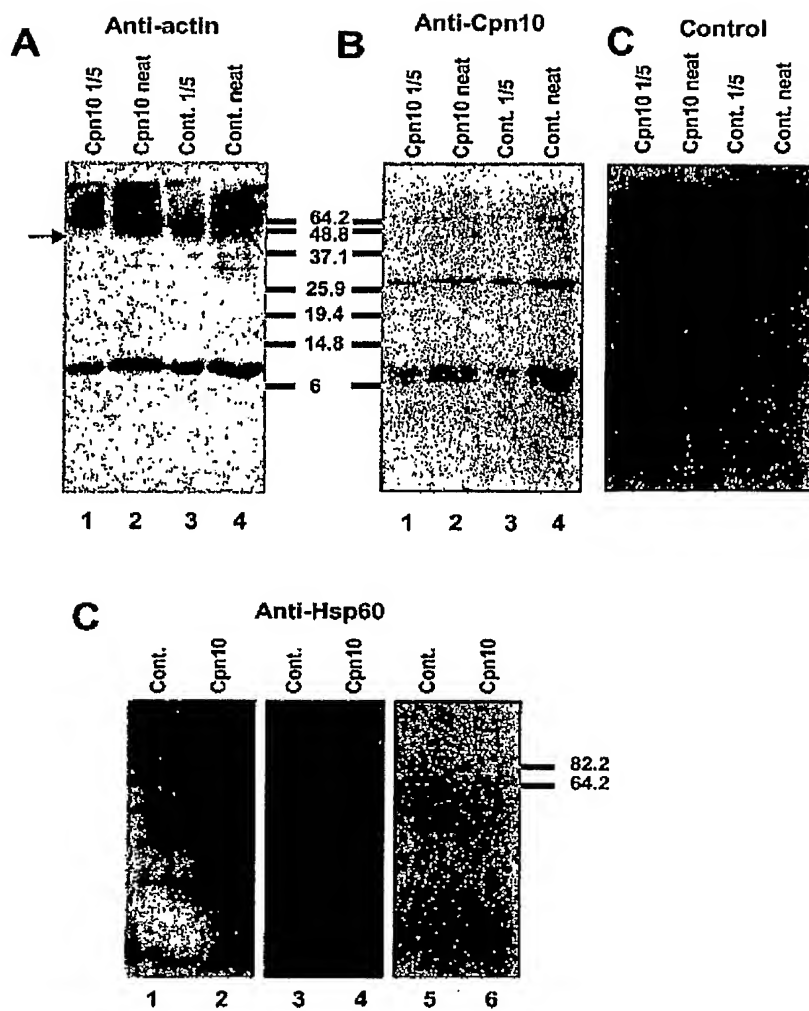 A
Anti-actin
Cpn10 1/5
Cpn10 neat
Cont. 1/5
Cont. neat
1 2 3 4
64.2
48.8
37.1
25.9
19.4
14.8
6
B
Anti-Cpn10
Cpn10 1/5
Cpn10 neat
Cont. 1/5
Cont. neat
1 2 3 4
C
Control
Cpn10 1/5
Cpn10 neat
Cont. 1/5
Cont. neat
C
Anti-Hsp60
Cont.
Cpn10
Cont.
Cpn10
Cont.
Cpn10
82.2
64.2
1 2 3 4 5 6